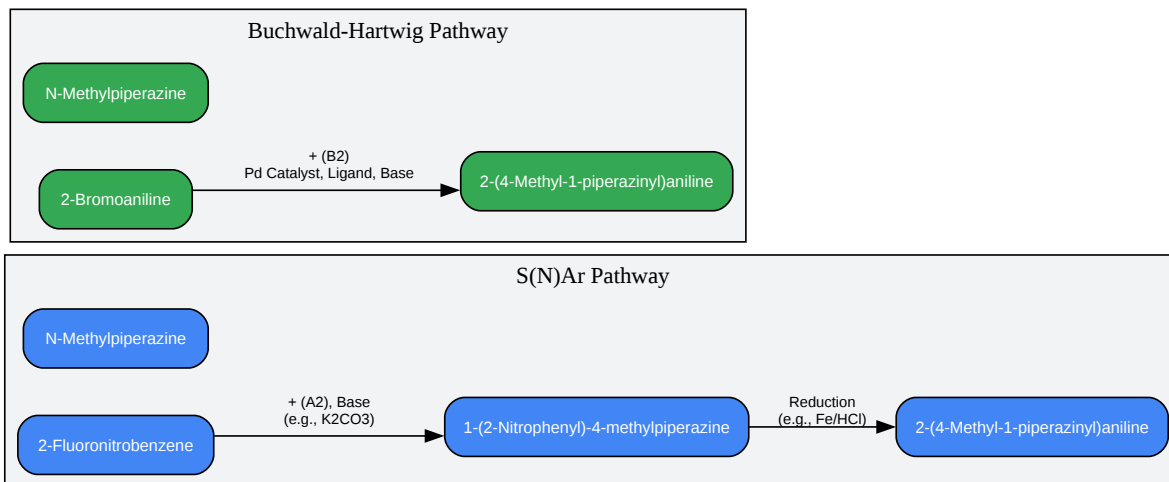 Buchwald-Hartwig Pathway
N-Methylpiperazine
+ (B2)
Pd Catalyst, Ligand, Base
2-Bromoaniline
2-(4-Methyl-1-piperazinyl)aniline
S(N)Ar Pathway
N-Methylpiperazine
+ (A2), Base
(e.g., K2CO3)
2-Fluoronitrobenzene
1-(2-Nitrophenyl)-4-methylpiperazine
Reduction
(e.g., Fe/HCl)
2-(4-Methyl-1-piperazinyl)aniline